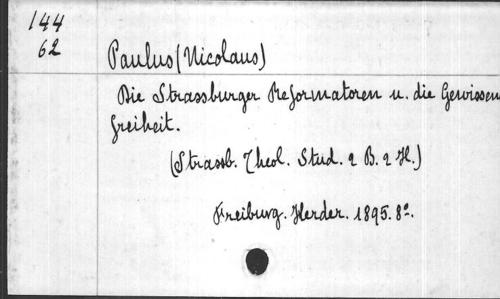 144
62
Paulus (Nicolaus)
Die Strassburger Reformatoren u. die Gewissen
freiheit.
(Strassb. Theol. Stud. 2 B. 2 H.)
Freiburg. Herder. 1895. 8°.